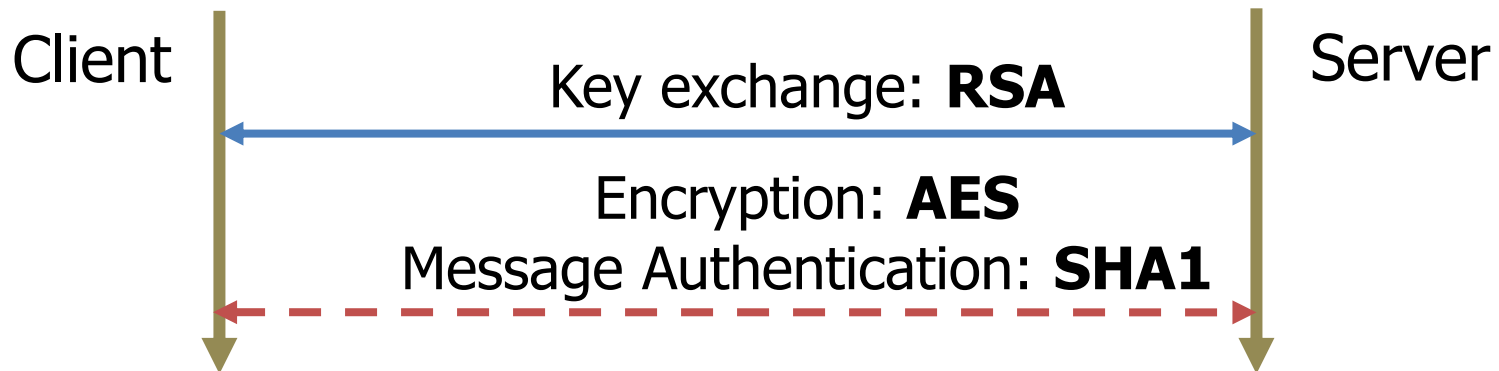 Client
Server
Key exchange: RSA
Encryption: AES
Message Authentication: SHA1